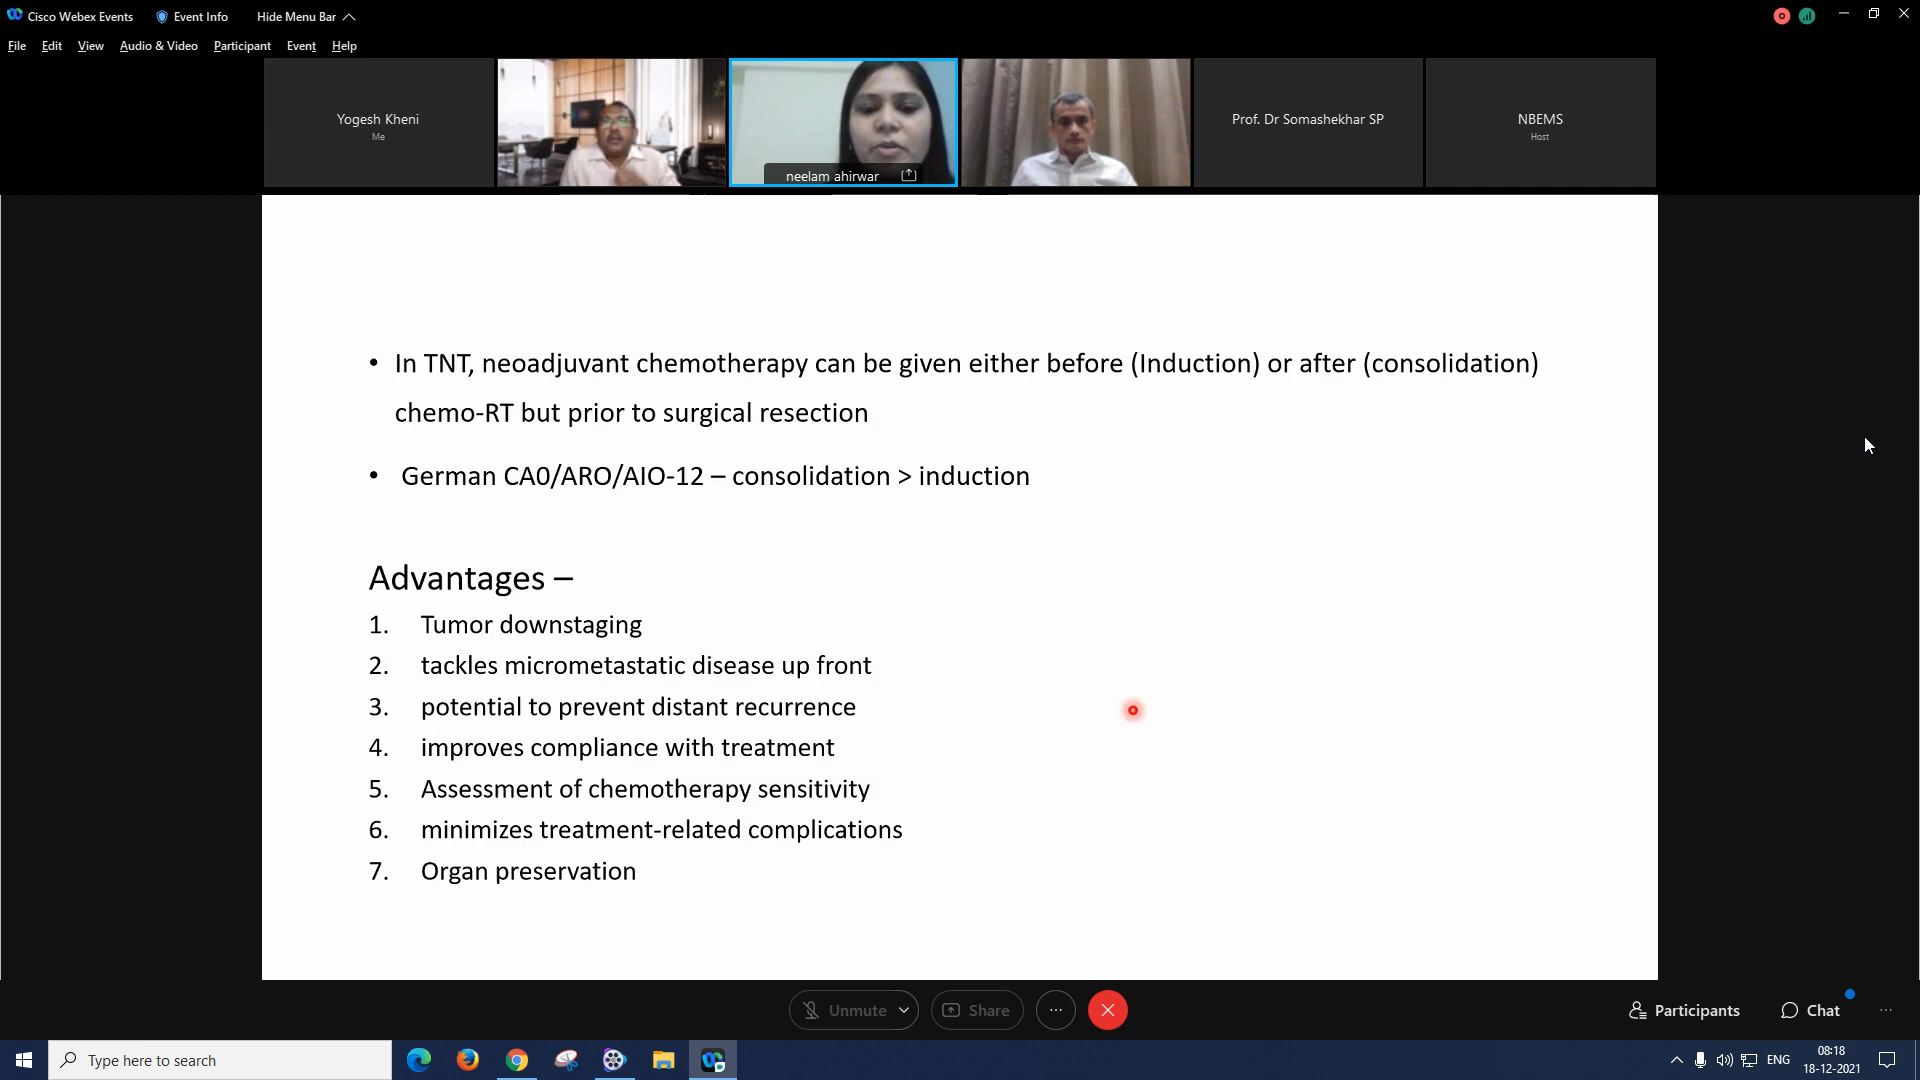 Cisco Webex Events Event Info Hide Menu Bar
File Edit View Audio & Video Participant Event Help
Yogesh Kheni
Me
neelam ahirwar
Prof. Dr Somashekhar SP
NBEMS
Host
• In TNT, neoadjuvant chemotherapy can be given either before (Induction) or after (consolidation)
chemo-RT but prior to surgical resection
• German CA0/ARO/AIO-12 – consolidation > induction
Advantages –
1. Tumor downstaging
2. tackles micrometastatic disease up front
3. potential to prevent distant recurrence
4. improves compliance with treatment
5. Assessment of chemotherapy sensitivity
6. minimizes treatment-related complications
7. Organ preservation
Unmute Share Participants Chat
Type here to search
ENG
08:18
18-12-2021